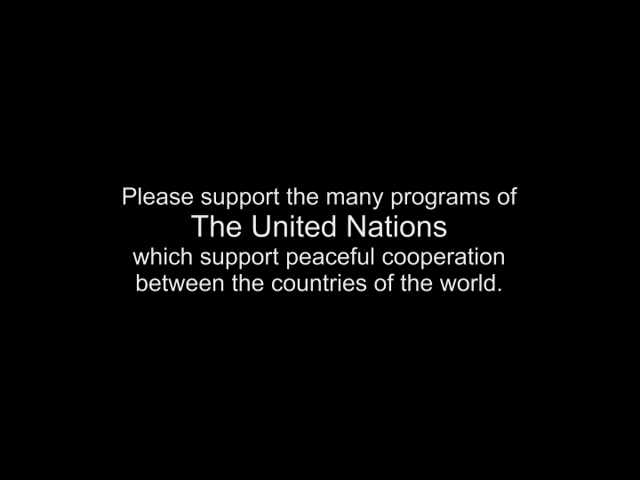 Please support the many programs of
The United Nations
which support peaceful cooperation
between the countries of the world.